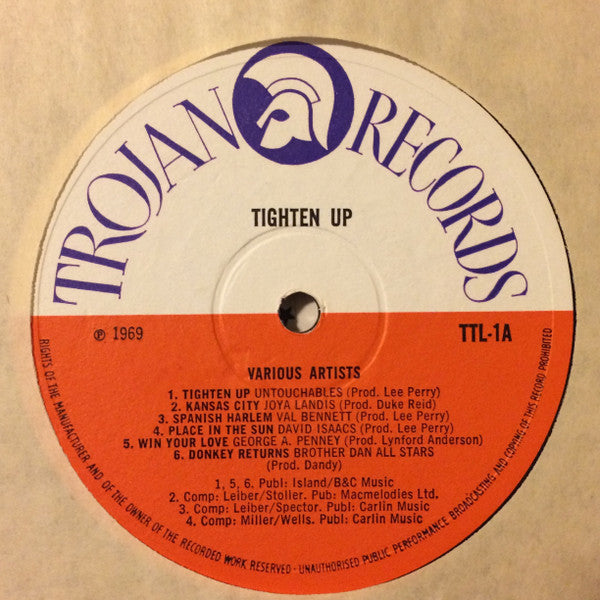 TROJAN RECORDS
TIGHTEN UP
℗ 1969
TTL-1A
VARIOUS ARTISTS
1. TIGHTEN UP UNTOUCHABLES (Prod. Lee Perry)
2. KANSAS CITY JOYA LANDIS (Prod. Duke Reid)
3. SPANISH HARLEM VAL BENNETT (Prod. Lee Perry)
4. PLACE IN THE SUN DAVID ISAACS (Prod. Lee Perry)
5. WIN YOUR LOVE GEORGE A. PENNEY (Prod. Lynford Anderson)
6. DONKEY RETURNS BROTHER DAN ALL STARS
(Prod. Dandy)
1, 5, 6. Publ: Island/B&C Music
2. Comp: Leiber/Stoller. Pub: Macmelodies Ltd.
3. Comp: Leiber/Spector. Publ: Carlin Music
4. Comp: Miller/Wells. Publ: Carlin Music
RIGHTS OF THE MANUFACTURER AND OF THE OWNER OF THE RECORDED WORK RESERVED · UNAUTHORISED PUBLIC PERFORMANCE BROADCASTING AND COPYING OF THIS RECORD PROHIBITED